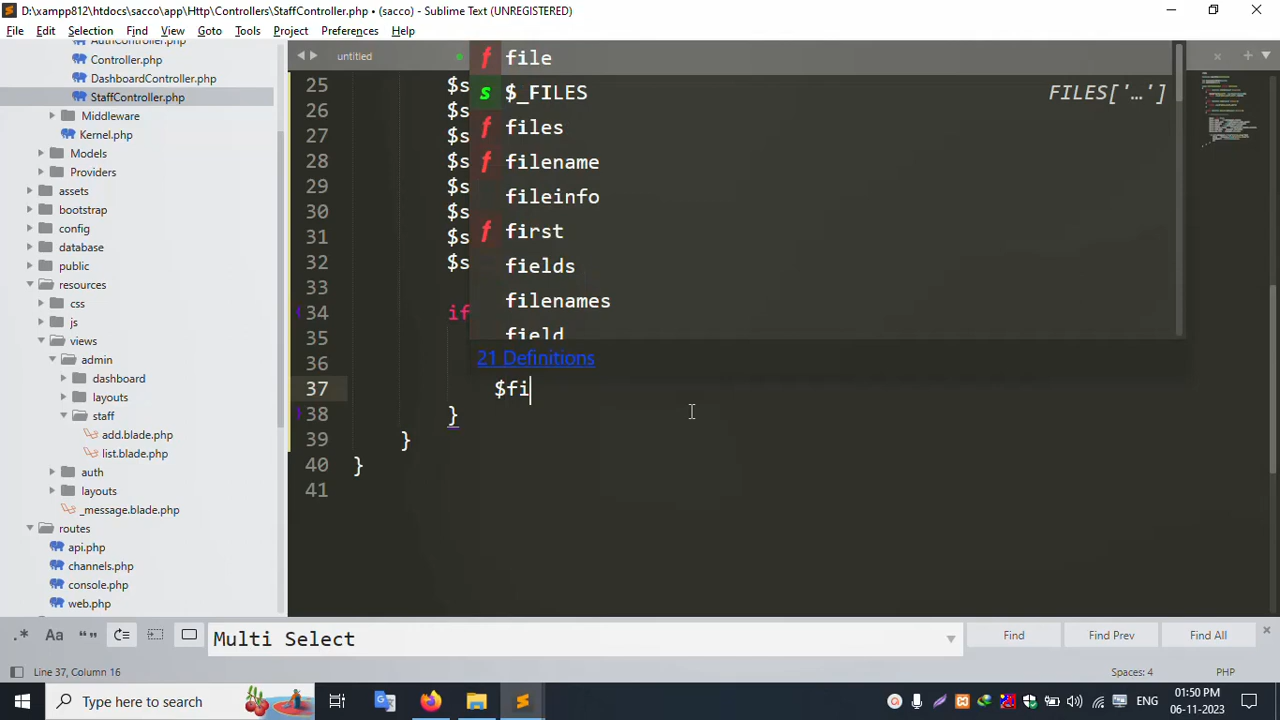 D:\xampp812\htdocs\sacco\app\Http\Controllers\StaffController.php • (sacco) - Sublime Text (UNREGISTERED)
File Edit Selection Find View Goto Tools Project Preferences Help
AuthController.php
Controller.php
DashboardController.php
StaffController.php
Middleware
Kernel.php
Models
Providers
assets
bootstrap
config
database
public
resources
css
js
views
admin
dashboard
layouts
staff
add.blade.php
list.blade.php
auth
layouts
_message.blade.php
routes
api.php
channels.php
console.php
web.php
untitled
file
$_FILES FILES['…']
files
filename
fileinfo
first
fields
filenames
field
21 Definitions
25 $s
26 $s
27 $s
28 $s
29 $s
30 $s
31 $s
32 $s
33
34 if
35
36
37 $fi
38 }
39 }
40 }
41
.* Aa “” Multi Select Find Find Prev Find All
Line 37, Column 16 Spaces: 4 PHP
Type here to search ENG 01:50 PM
06-11-2023